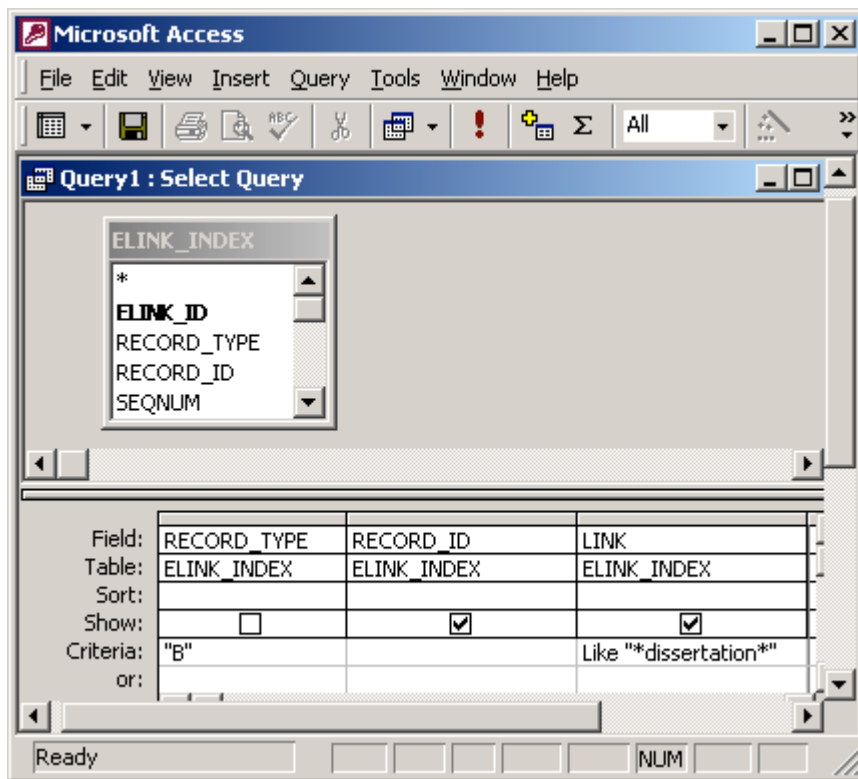 Microsoft Access
File Edit View Insert Query Tools Window Help
ABC All
Query1 : Select Query
ELINK_INDEX
*
ELINK_ID
RECORD_TYPE
RECORD_ID
SEQNUM
Field: RECORD_TYPE RECORD_ID LINK
Table: ELINK_INDEX ELINK_INDEX ELINK_INDEX
Sort:
Show:
Criteria: "B" Like "*dissertation*"
or:
Ready NUM